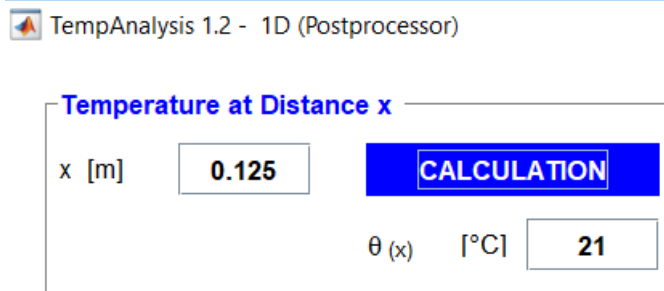 TempAnalysis 1.2 - 1D (Postprocessor)
Temperature at Distance x
x [m] 0.125 CALCULATION
θ (x) [°C] 21